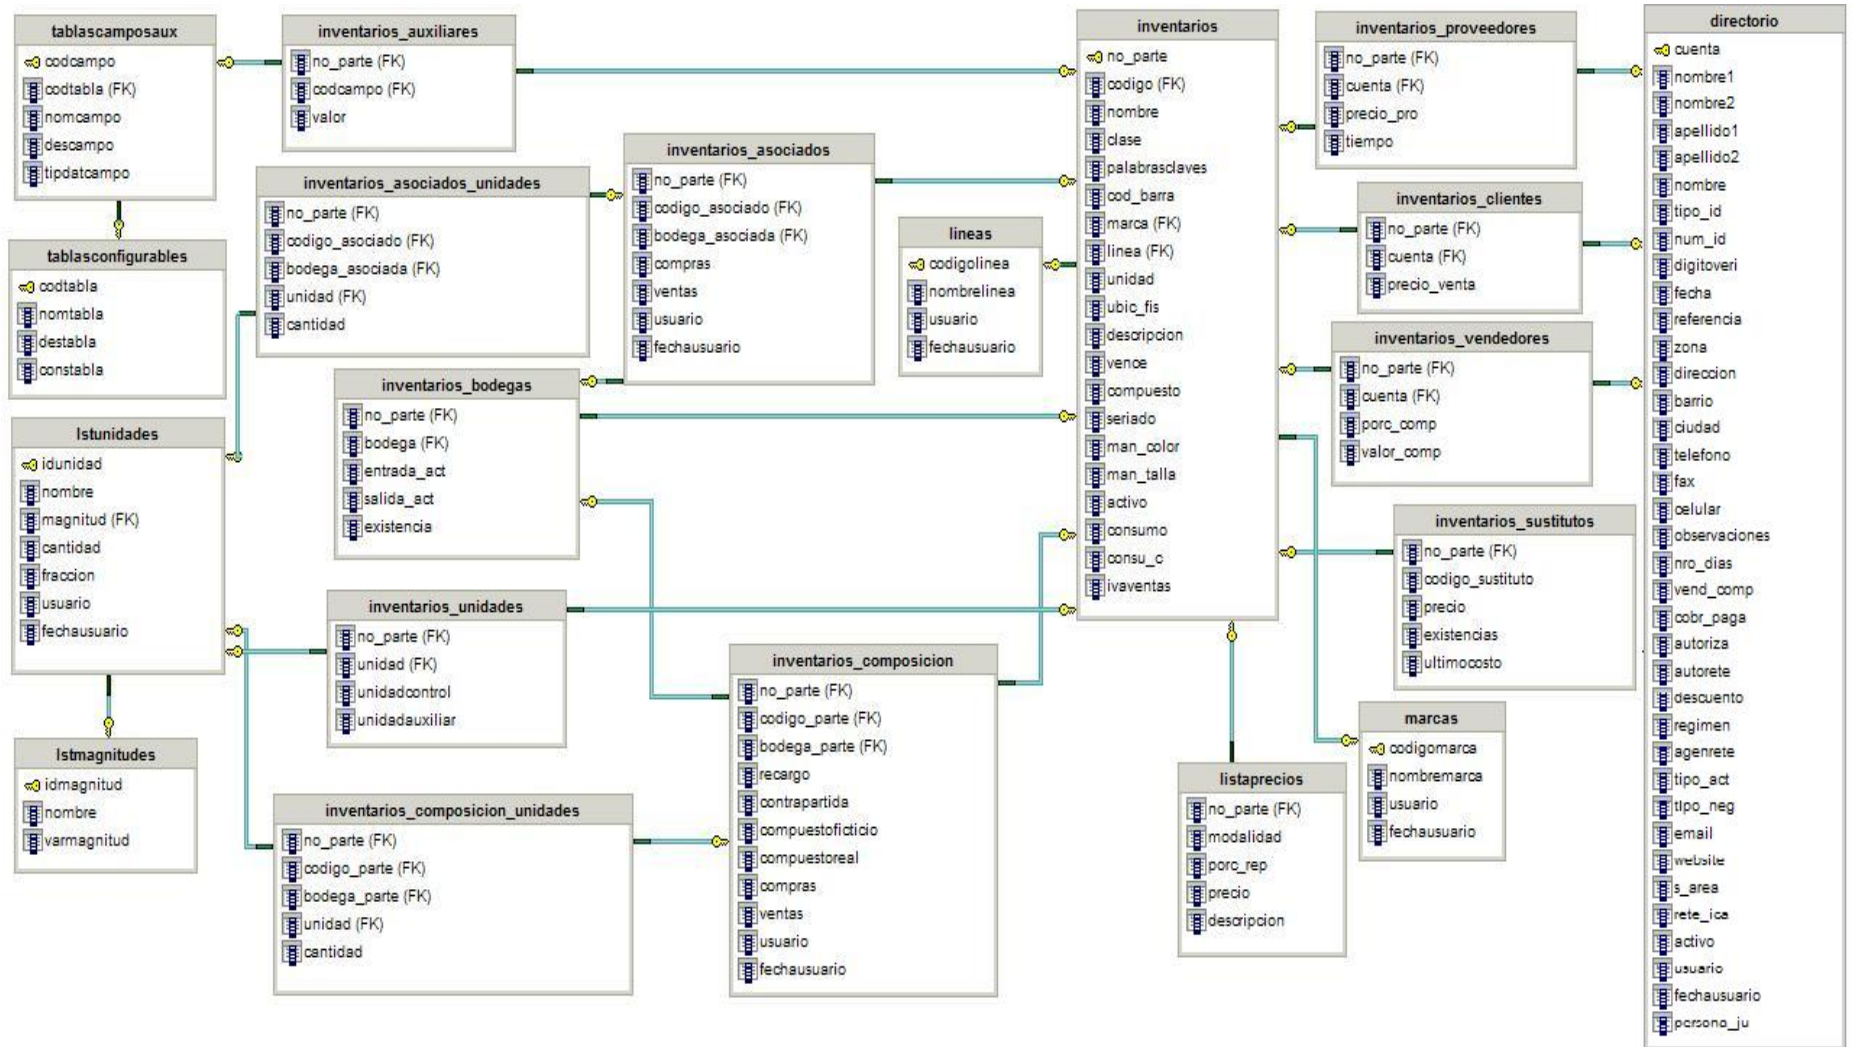 tablascamposaux
codcampo
codtabla (FK)
nomcampo
descampo
tipdatcampo
inventarios_auxiliares
no_parte (FK)
codcampo (FK)
valor
tablasconfigurables
codtabla
nomtabla
destabla
constabla
inventarios_asociados_unidades
no_parte (FK)
codigo_asociado (FK)
bodega_asociada (FK)
unidad (FK)
cantidad
inventarios_asociados
no_parte (FK)
codigo_asociado (FK)
bodega_asociada (FK)
compras
ventas
usuario
fechausuario
lineas
codigolinea
nombrelinea
usuario
fechausuario
inventarios_bodegas
no_parte (FK)
bodega (FK)
entrada_act
salida_act
existencia
lstunidades
idunidad
nombre
magnitud (FK)
cantidad
fraccion
usuario
fechausuario
lstmagnitudes
idmagnitud
nombre
varmagnitud
inventarios_unidades
no_parte (FK)
unidad (FK)
unidadcontrol
unidadauxiliar
inventarios_composicion_unidades
no_parte (FK)
codigo_parte (FK)
bodega_parte (FK)
unidad (FK)
cantidad
inventarios_composicion
no_parte (FK)
codigo_parte (FK)
bodega_parte (FK)
recargo
contrapartida
compuestoficticio
compuestoreal
compras
ventas
usuario
fechausuario
inventarios
no_parte
codigo (FK)
nombre
clase
palabrasclaves
cod_barra
marca (FK)
linea (FK)
unidad
ubic_fis
descripcion
vence
compuesto
seriado
man_color
man_talla
activo
consumo
consu_c
ivaventas
inventarios_proveedores
no_parte (FK)
cuenta (FK)
precio_pro
tiempo
inventarios_clientes
no_parte (FK)
cuenta (FK)
precio_venta
inventarios_vendedores
no_parte (FK)
cuenta (FK)
porc_comp
valor_comp
inventarios_sustitutos
no_parte (FK)
codigo_sustituto
precio
existencias
ultimocosto
marcas
codigomarca
nombremarca
usuario
fechausuario
listaprecios
no_parte (FK)
modalidad
porc_rep
precio
descripcion
directorio
cuenta
nombre1
nombre2
apellido1
apellido2
nombre
tipo_id
num_id
digitoveri
fecha
referencia
zona
direccion
barrio
ciudad
telefono
fax
celular
observaciones
nro_dias
vend_comp
cobr_paga
autoriza
autorete
descuento
regimen
agenrete
tipo_act
tipo_neg
email
website
s_area
rete_ica
activo
usuario
fechausuario
persona_ju